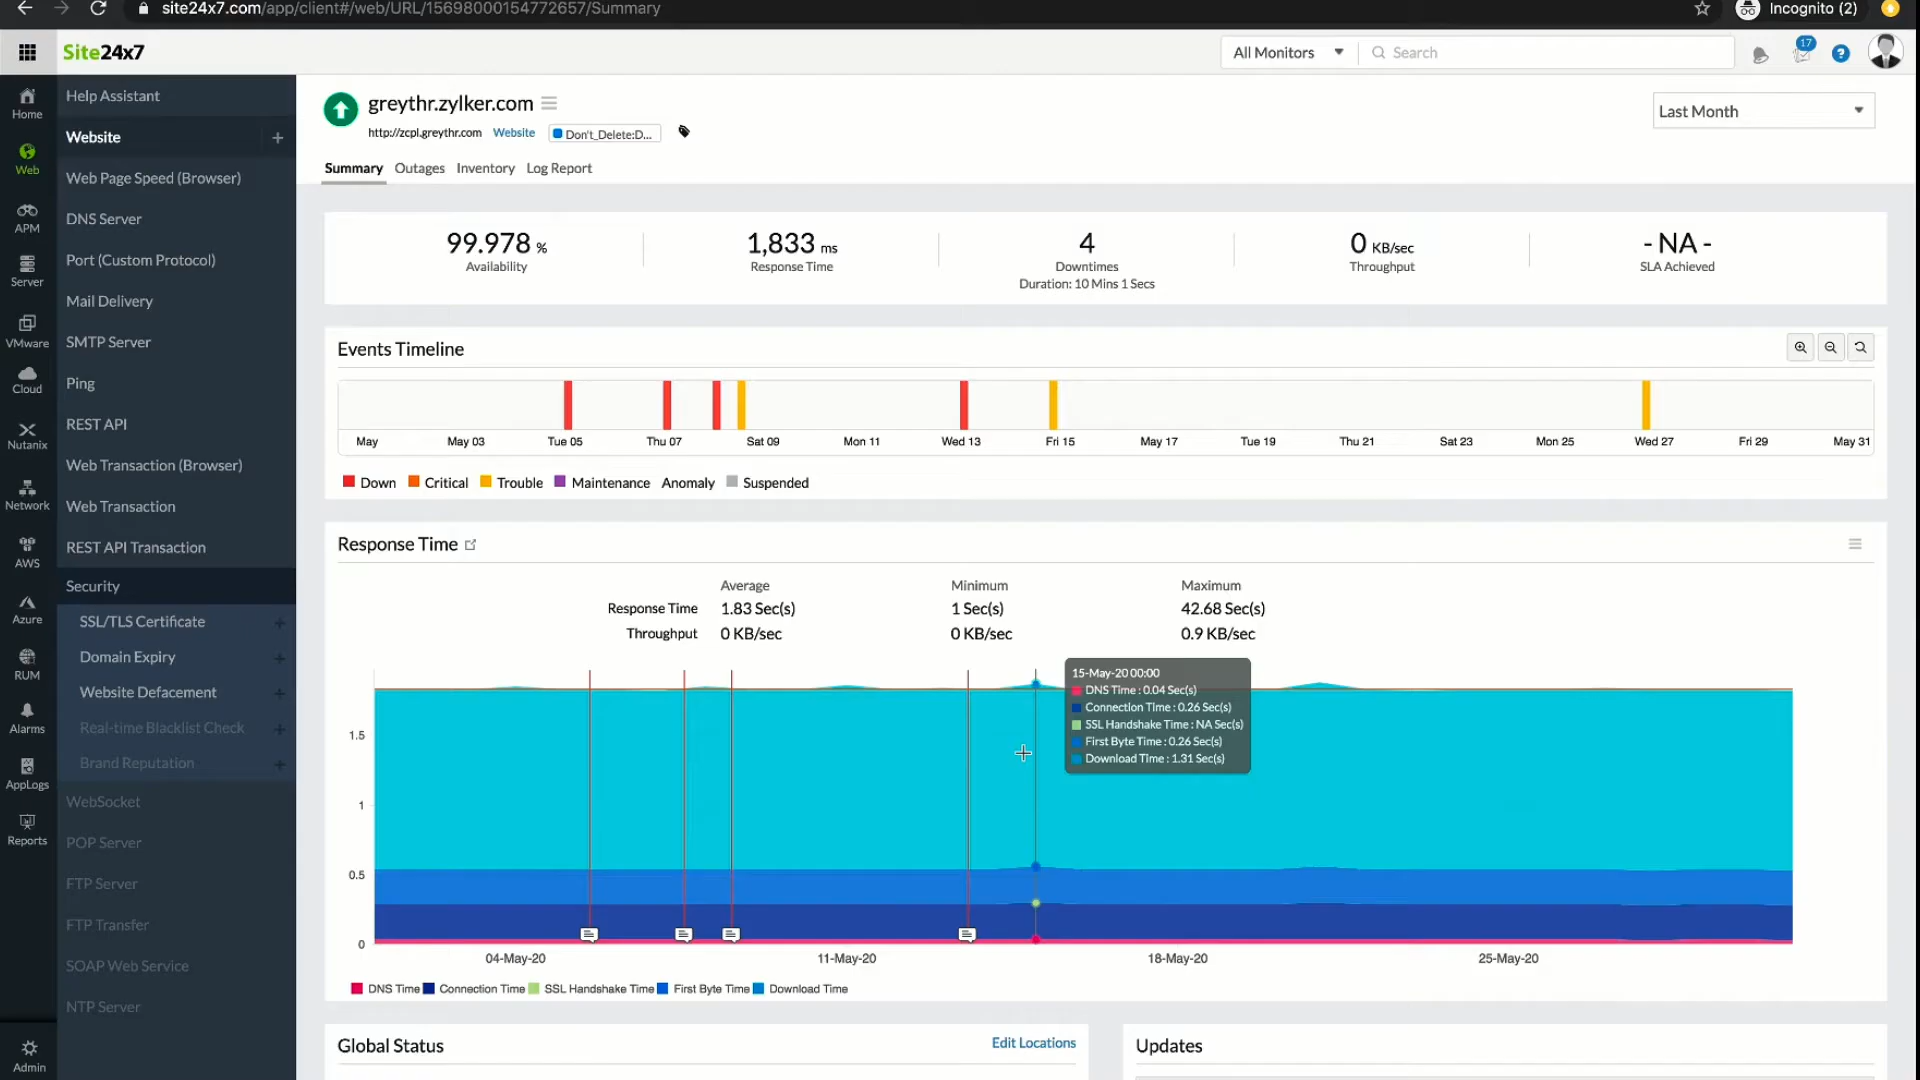 site24x7.com/app/client#/web/URL/15698000154772657/Summary
Incognito (2)
Site24x7
All Monitors
Search
17
?
Home
Web
APM
Server
VMware
Cloud
Nutanix
Network
AWS
Azure
RUM
Alarms
AppLogs
Reports
Admin
Help Assistant
Website +
Web Page Speed (Browser)
DNS Server
Port (Custom Protocol)
Mail Delivery
SMTP Server
Ping
REST API
Web Transaction (Browser)
Web Transaction
REST API Transaction
Security
SSL/TLS Certificate +
Domain Expiry +
Website Defacement +
Real-time Blacklist Check +
Brand Reputation +
WebSocket
POP Server
FTP Server
FTP Transfer
SOAP Web Service
NTP Server
greythr.zylker.com
http://zcpl.greythr.com Website Don't_Delete:D...
Last Month
Summary Outages Inventory Log Report
99.978 % 1,833 ms 4 0 KB/sec - NA -
Availability Response Time Downtimes Throughput SLA Achieved
Duration: 10 Mins 1 Secs
Events Timeline
May May 03 Tue 05 Thu 07 Sat 09 Mon 11 Wed 13 Fri 15 May 17 Tue 19 Thu 21 Sat 23 Mon 25 Wed 27 Fri 29 May 31
Down Critical Trouble Maintenance Anomaly Suspended
Response Time
Average Minimum Maximum
Response Time 1.83 Sec(s) 1 Sec(s) 42.68 Sec(s)
Throughput 0 KB/sec 0 KB/sec 0.9 KB/sec
15-May-20 00:00
DNS Time : 0.04 Sec(s)
Connection Time : 0.26 Sec(s)
SSL Handshake Time : NA Sec(s)
First Byte Time : 0.26 Sec(s)
Download Time : 1.31 Sec(s)
1.5
1
0.5
0
04-May-20 11-May-20 18-May-20 25-May-20
DNS Time Connection Time SSL Handshake Time First Byte Time Download Time
Global Status Edit Locations
Updates